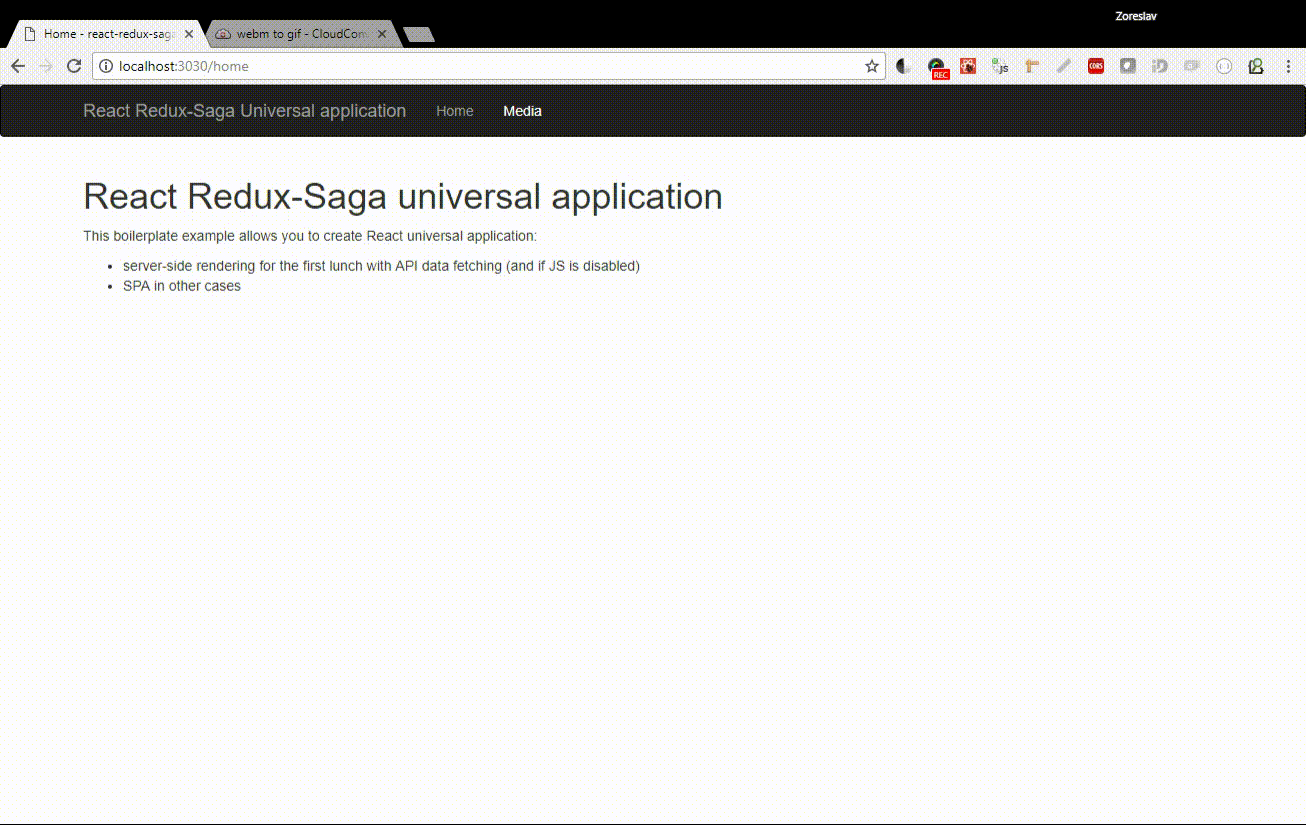 Zoreslav
Home - react-redux-saga
webm to gif - CloudCon
localhost:3030/home
REC
JS
CORS
React Redux-Saga Universal application Home Media
React Redux-Saga universal application
This boilerplate example allows you to create React universal application:
• server-side rendering for the first lunch with API data fetching (and if JS is disabled)
• SPA in other cases